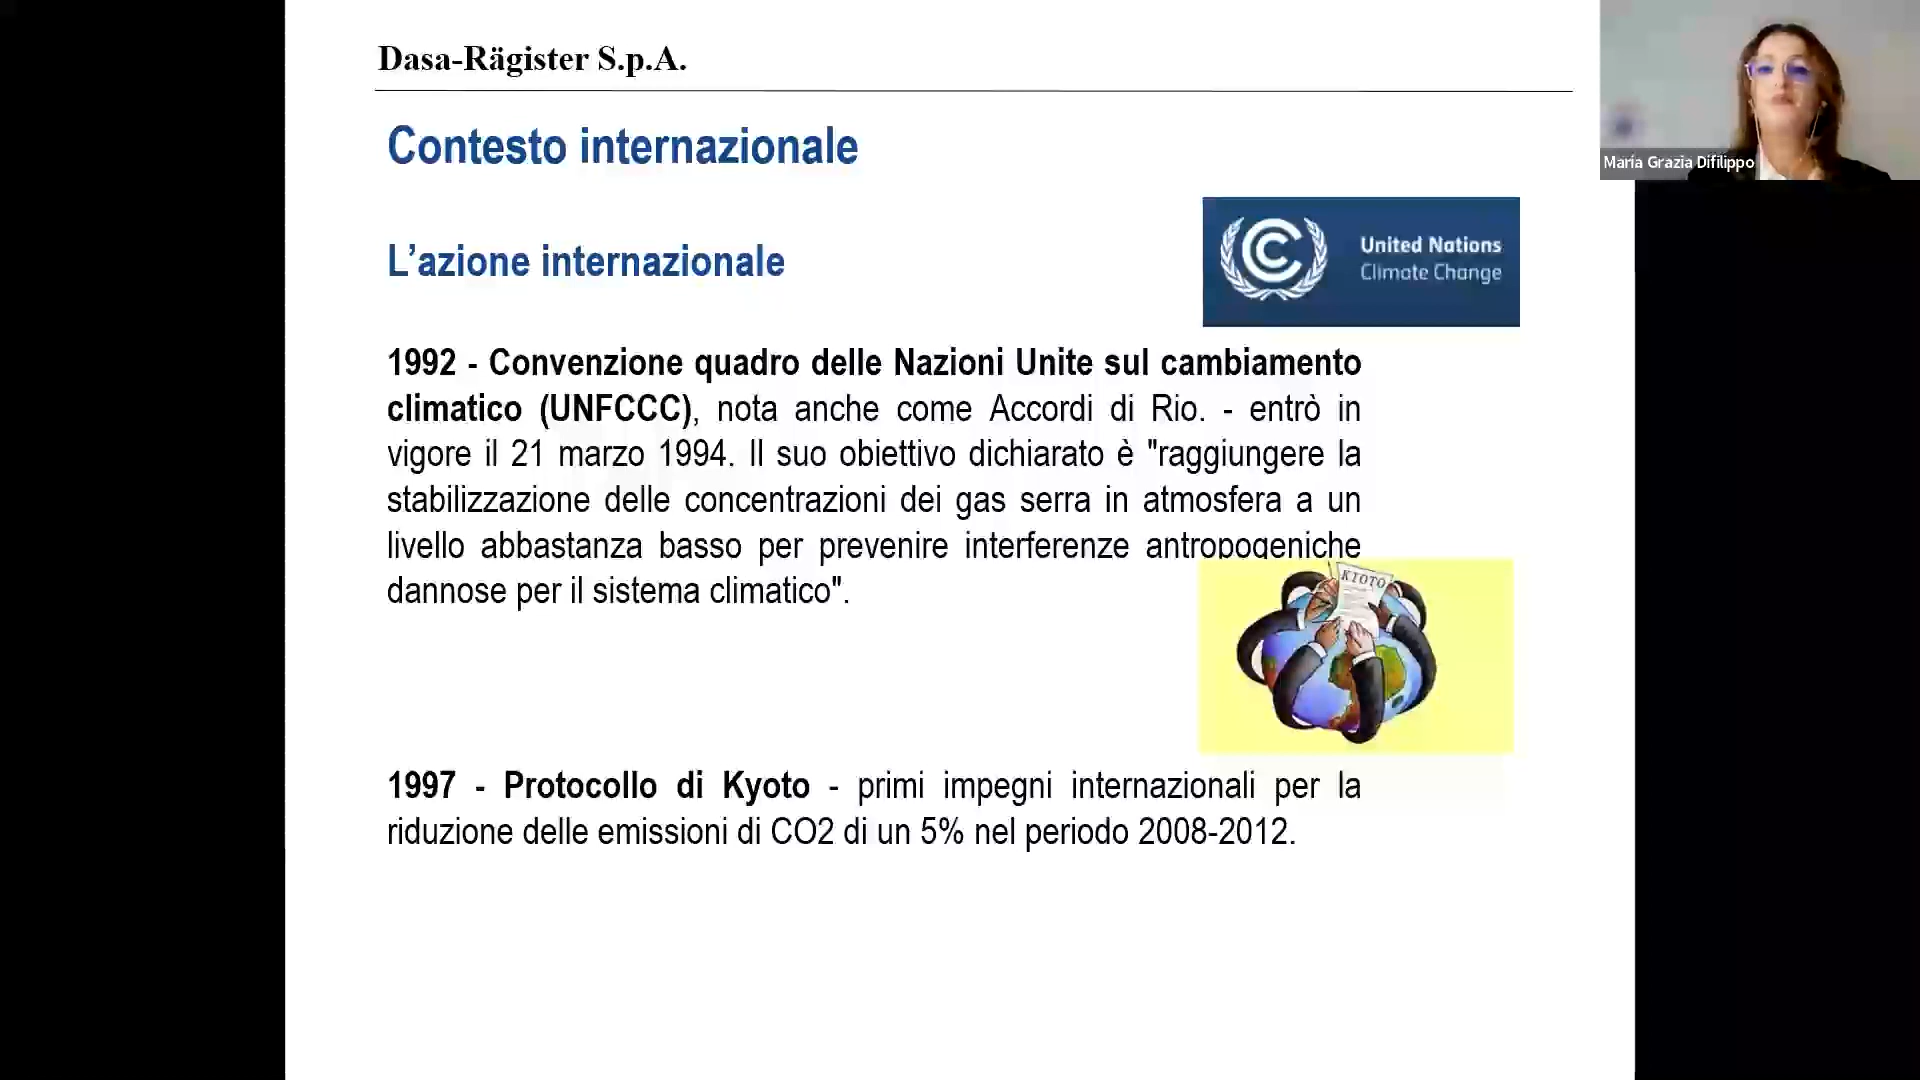 Dasa-Rägister S.p.A.
Maria Grazia Difilippo
Contesto internazionale
L’azione internazionale
United Nations
Climate Change
1992 - Convenzione quadro delle Nazioni Unite sul cambiamento
climatico (UNFCCC), nota anche come Accordi di Rio. - entrò in
vigore il 21 marzo 1994. Il suo obiettivo dichiarato è "raggiungere la
stabilizzazione delle concentrazioni dei gas serra in atmosfera a un
livello abbastanza basso per prevenire interferenze antropogeniche
dannose per il sistema climatico".
KYOTO
1997 - Protocollo di Kyoto - primi impegni internazionali per la
riduzione delle emissioni di CO2 di un 5% nel periodo 2008-2012.